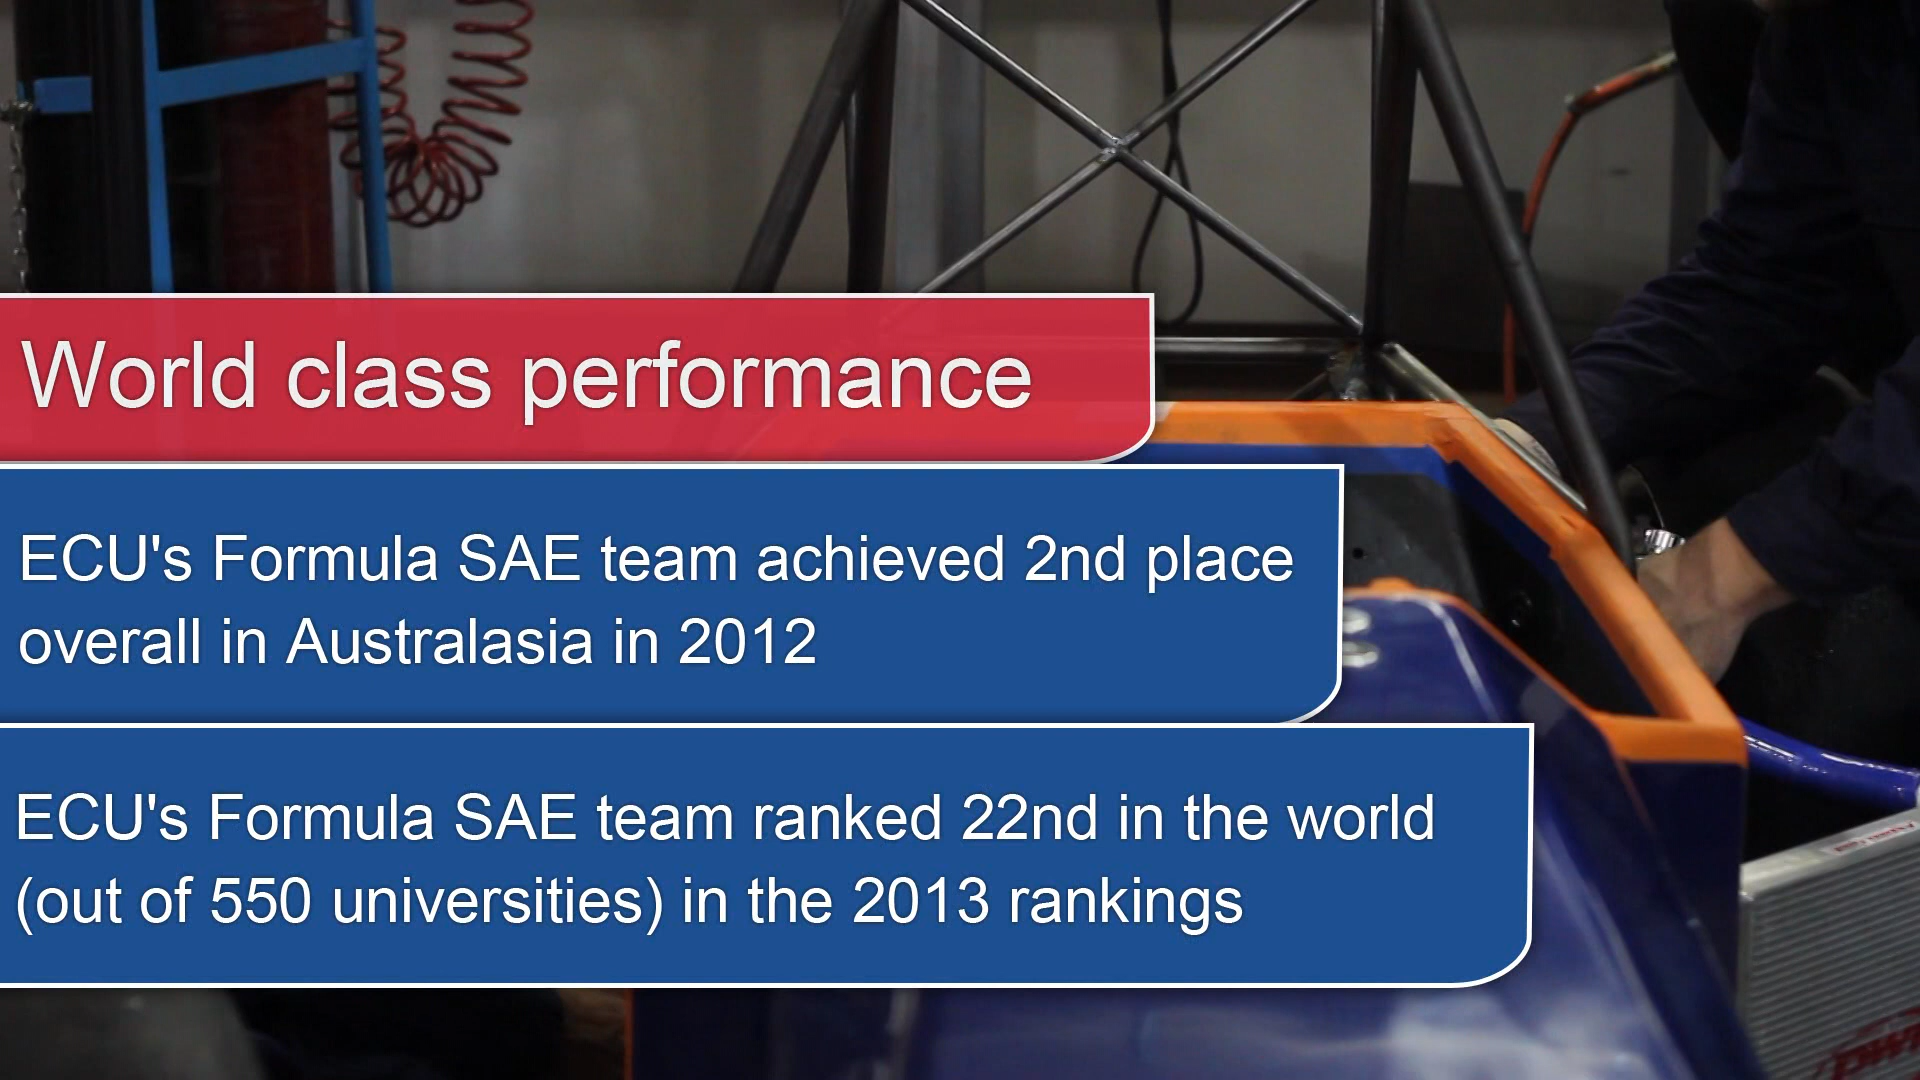 World class performance
ECU's Formula SAE team achieved 2nd place
overall in Australasia in 2012
ECU's Formula SAE team ranked 22nd in the world
(out of 550 universities) in the 2013 rankings